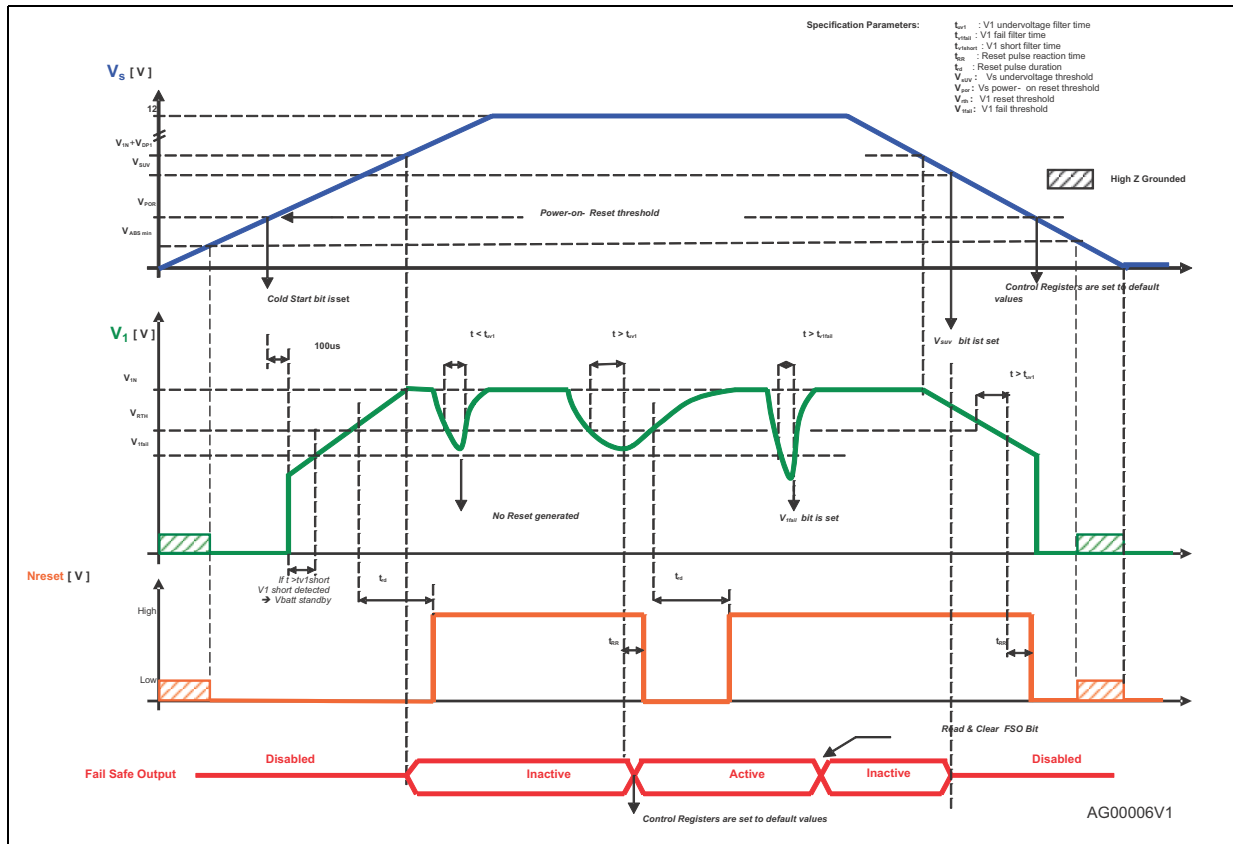 Specification Parameters:
tuv1 : V1 undervoltage filter time
tv1fail : V1 fail filter time
tv1short : V1 short filter time
tRR : Reset pulse reaction time
trd : Reset pulse duration
VsUV : Vs undervoltage threshold
Vpor : Vs power- on reset threshold
Vrth : V1 reset threshold
V1fail : V1 fail threshold
Vs [ V ]
12
V1N + VDP1
VSUV
VPOR
VABS min
Power-on- Reset threshold
High Z Grounded
Cold Start bit is set
Control Registers are set to default values
VSUV bit ist set
V1 [ V ]
100us
t < tuv1
t > tuv1
t > tv1fail
t > tuv1
V1N
VRTH
V1fail
No Reset generated
V1fail bit is set
If t >tv1short
V1 short detected
➔ Vbatt standby
Nreset [ V ]
trd
trd
High
tRR
tRR
Low
Read & Clear FSO Bit
Fail Safe Output
Disabled
Inactive
Active
Inactive
Disabled
Control Registers are set to default values
AG00006V1